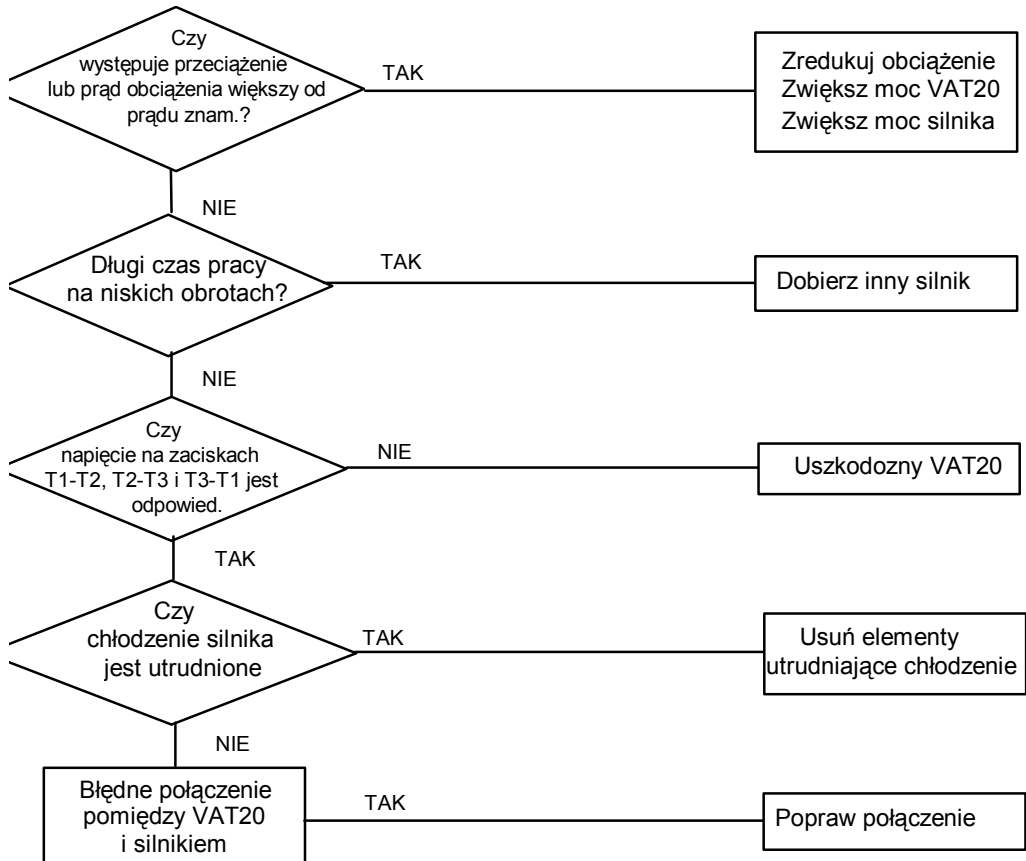 Czy
występuje przeciążenie
lub prąd obciążenia większy od
prądu znam.?
TAK
Zredukuj obciążenie
Zwiększ moc VAT20
Zwiększ moc silnika
NIE
Długi czas pracy
na niskich obrotach?
TAK
Dobierz inny silnik
NIE
Czy
napięcie na zaciskach
T1-T2, T2-T3 i T3-T1 jest
odpowied.
NIE
Uszkodozny VAT20
TAK
Czy
chłodzenie silnika
jest utrudnione
TAK
Usuń elementy
utrudniające chłodzenie
NIE
Błędne połączenie
pomiędzy VAT20
i silnikiem
TAK
Popraw połączenie